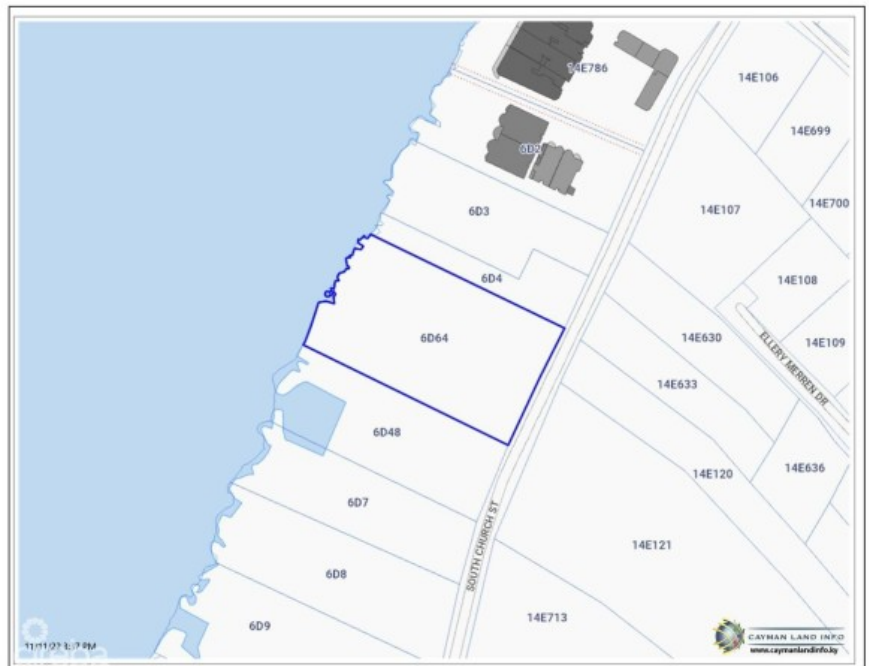 14E786
14E106
14E699
6D2
14E700
6D3
14E107
6D4
14E108
6D64
14E630
14E109
ELLERY MERREN DR
14E633
6D48
14E636
14E120
6D7
SOUTH CHURCH ST
14E121
6D8
14E713
6D9
CAYMAN LAND INFO
www.caymanlandinfo.ky